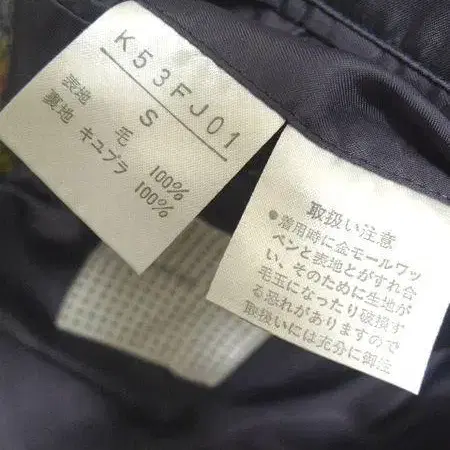 K53FJ01
S
表地 毛 100%
裏地 キュプラ 100%
取扱い注意
●着用時に金モールワッ
ペンと表地とがすれ合
い、そのために生地が
毛玉になったり破損す
る恐れがありますので
取扱いには充分に御注